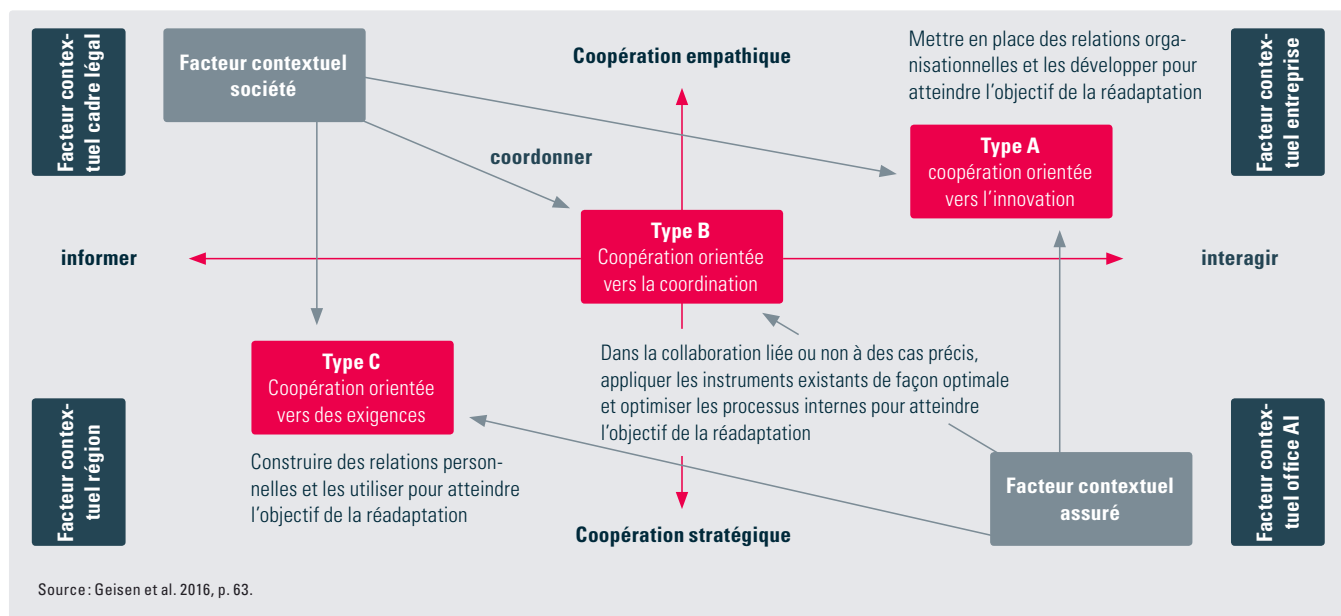 Facteur contex-
tuel cadre légal
Facteur contextuel
société
Coopération empathique
Mettre en place des relations orga-
nisationnelles et les développer pour
atteindre l’objectif de la réadaptation
Facteur contex-
tuel entreprise
coordonner
Type A
coopération orientée
vers l’innovation
Type B
Coopération orientée
vers la coordination
informer
interagir
Type C
Coopération orientée
vers des exigences
Dans la collaboration liée ou non à des cas précis,
appliquer les instruments existants de façon optimale
et optimiser les processus internes pour atteindre
l’objectif de la réadaptation
Facteur contex-
tuel région
Construire des relations person-
nelles et les utiliser pour atteindre
l’objectif de la réadaptation
Coopération stratégique
Facteur contextuel
assuré
Facteur contex-
tuel office AI
Source : Geisen et al. 2016, p. 63.